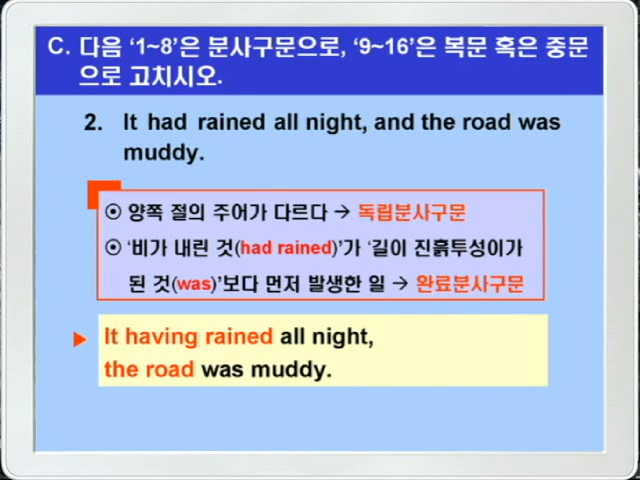 C. 다음 ‘1~8’은 분사구문으로, ‘9~16’은 복문 혹은 중문
으로 고치시오.
2. It had rained all night, and the road was
muddy.
⊙ 양쪽 절의 주어가 다르다 → 독립분사구문
⊙ ‘비가 내린 것(had rained)’가 ‘길이 진흙투성이가
된 것(was)’보다 먼저 발생한 일 → 완료분사구문
▶ It having rained all night,
the road was muddy.